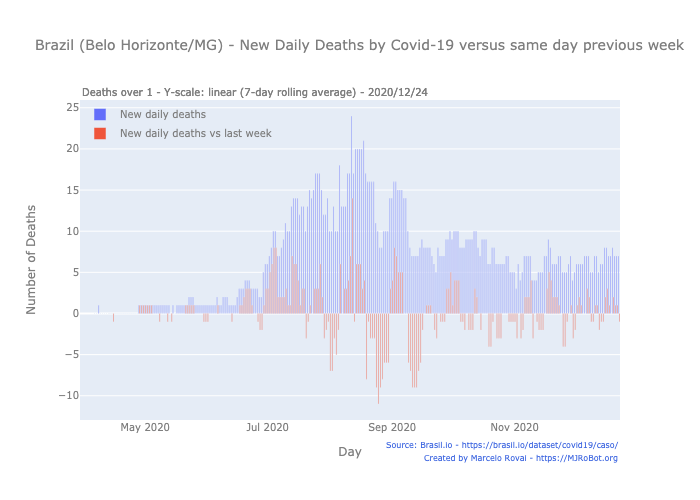 Brazil (Belo Horizonte/MG) - New Daily Deaths by Covid-19 versus same day previous week
Deaths over 1 - Y-scale: linear (7-day rolling average) - 2020/12/24
New daily deaths
New daily deaths vs last week
25
20
15
10
5
0
−5
−10
Number of Deaths
May 2020
Jul 2020
Sep 2020
Nov 2020
Day
Source: Brasil.io - https://brasil.io/dataset/covid19/caso/
Created by Marcelo Rovai - https://MJRoBot.org